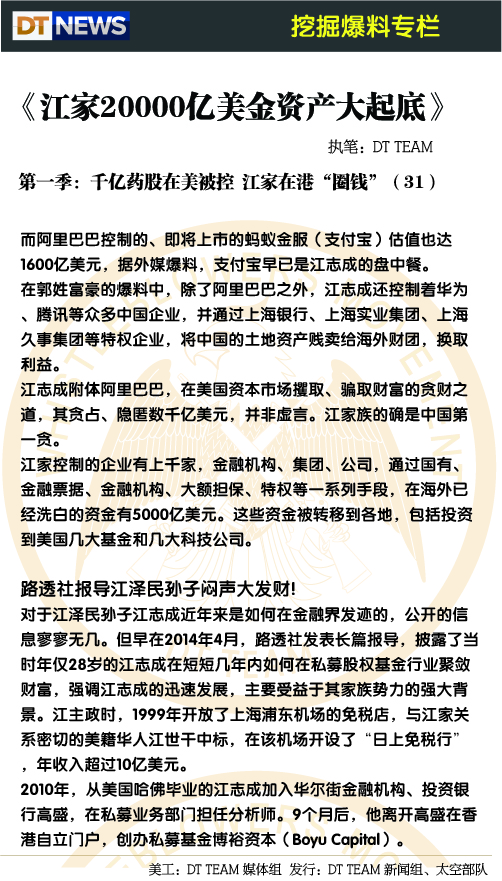 DT NEWS 挖掘爆料专栏
《江家20000亿美金资产大起底》
执笔：DT TEAM
第一季：千亿药股在美被控 江家在港“圈钱”（31）
而阿里巴巴控制的、即将上市的蚂蚁金服（支付宝）估值也达
1600亿美元，据外媒爆料，支付宝早已是江志成的盘中餐。
在郭姓富豪的爆料中，除了阿里巴巴之外，江志成还控制着华为
、腾讯等众多中国企业，并通过上海银行、上海实业集团、上海
久事集团等特权企业，将中国的土地资产贱卖给海外财团，换取
利益。
江志成附体阿里巴巴，在美国资本市场攫取、骗取财富的贪财之
道，其贪占、隐匿数千亿美元，并非虚言。江家族的确是中国第
一贪。
江家控制的企业有上千家，金融机构、集团、公司，通过国有、
金融票据、金融机构、大额担保、特权等一系列手段，在海外已
经洗白的资金有5000亿美元。这些资金被转移到各地，包括投资
到美国几大基金和几大科技公司。
路透社报导江泽民孙子闷声大发财!
对于江泽民孙子江志成近年来是如何在金融界发迹的，公开的信
息寥寥无几。但早在2014年4月，路透社发表长篇报导，披露了当
时年仅28岁的江志成在短短几年内如何在私募股权基金行业聚敛
财富，强调江志成的迅速发展，主要受益于其家族势力的强大背
景。江主政时，1999年开放了上海浦东机场的免税店，与江家关
系密切的美籍华人江世干中标，在该机场开设了“日上免税行”
，年收入超过10亿美元。
2010年，从美国哈佛毕业的江志成加入华尔街金融机构、投资银
行高盛，在私募业务部门担任分析师。9个月后，他离开高盛在香
港自立门户，创办私募基金博裕资本（Boyu Capital）。
美工：DT TEAM 媒体组 发行：DT TEAM 新闻组、太空部队